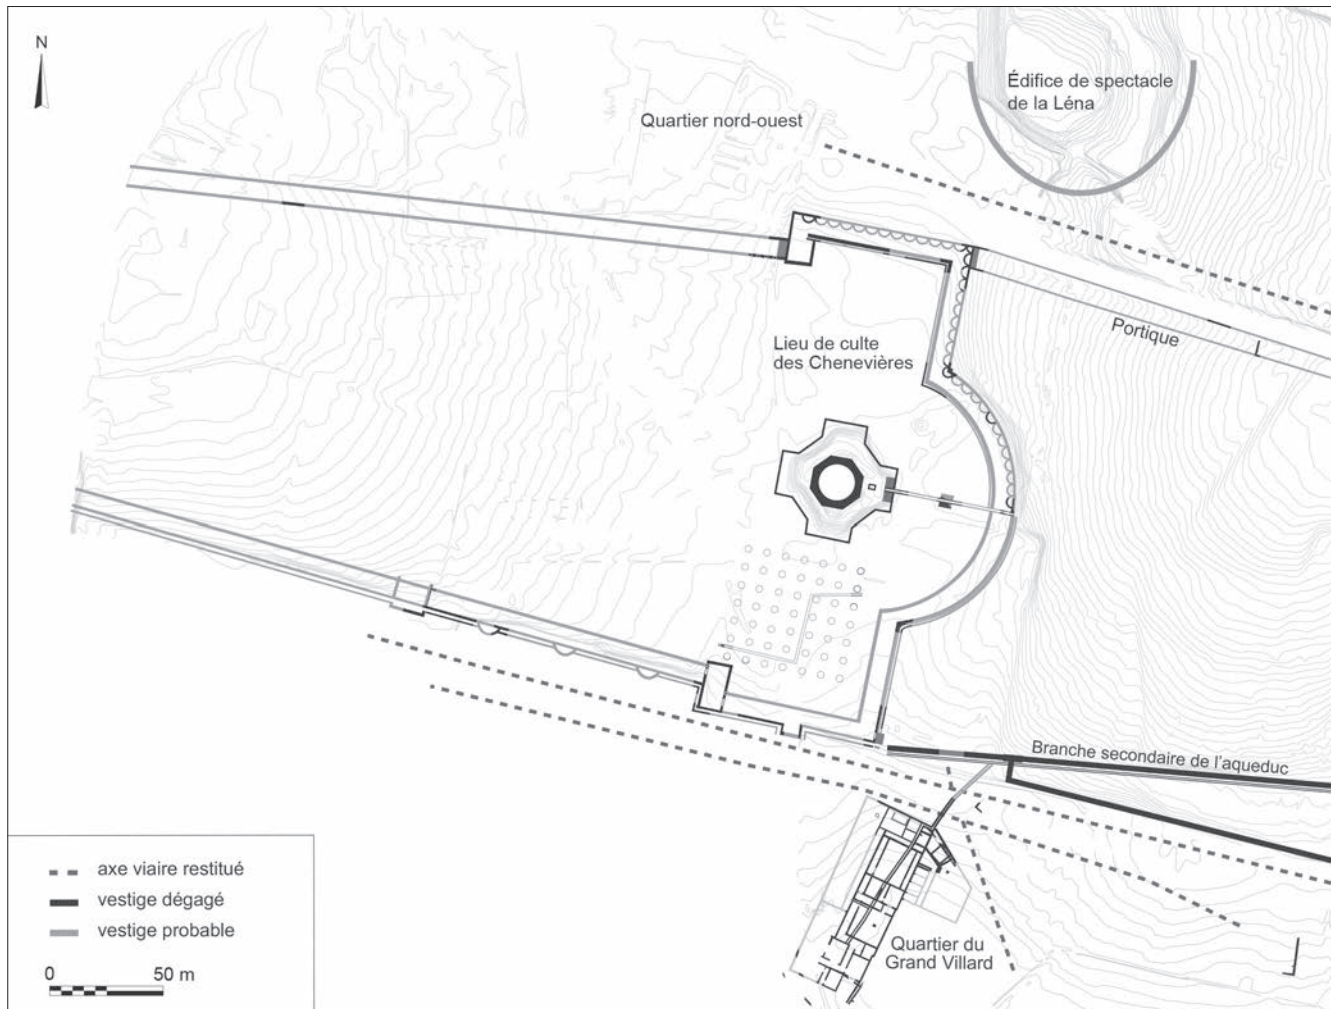 N
Édifice de spectacle
de la Léna
Quartier nord-ouest
Portique
Lieu de culte
des Chenevières
Branche secondaire de l'aqueduc
Quartier du
Grand Villard
axe viaire restitué
vestige dégagé
vestige probable
0 50 m